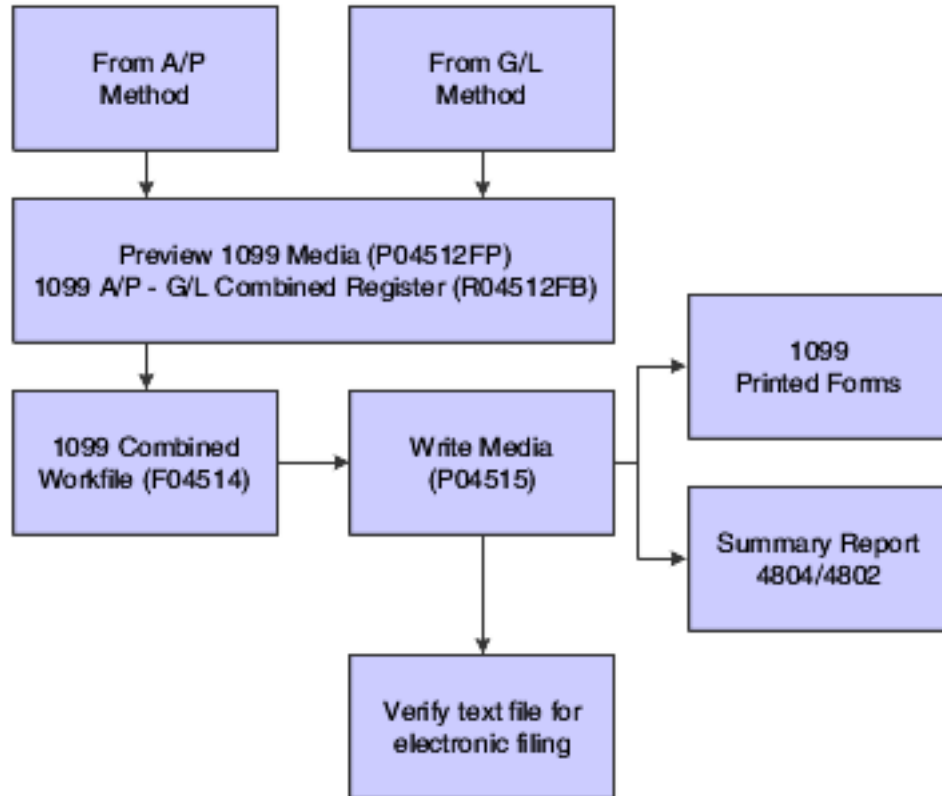 From A/P
Method
From G/L
Method
Preview 1099 Media (P04512FP)
1099 A/P - G/L Combined Register (R04512FB)
1099
Printed Forms
1099 Combined
Workfile (F04514)
Write Media
(P04515)
Summary Report
4804/4802
Verify text file for
electronic filing